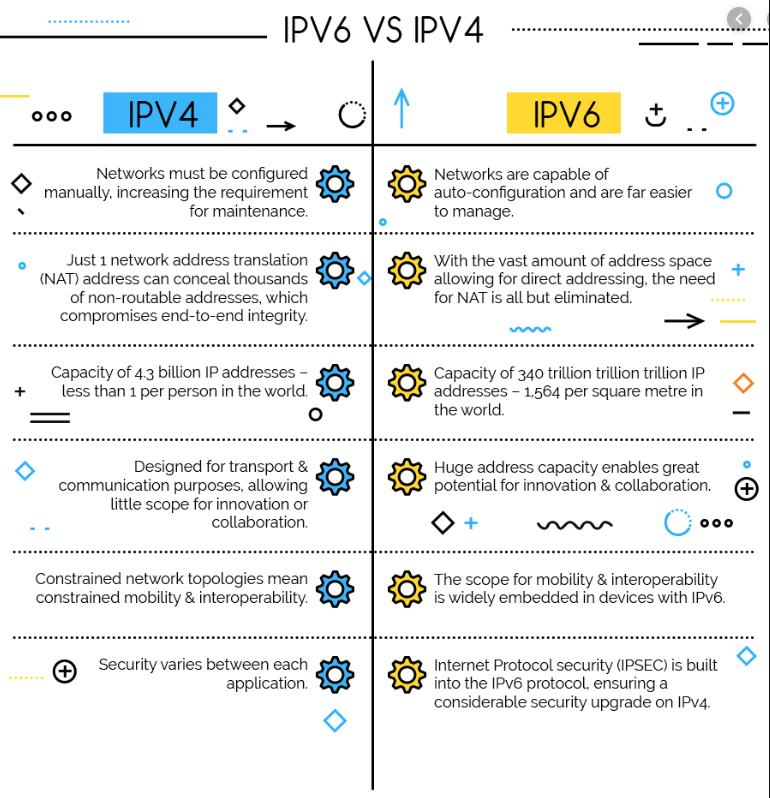 IPV6 VS IPV4
IPV4
IPV6
Networks must be configured
manually, increasing the requirement
for maintenance.
Networks are capable of
auto-configuration and are far easier
to manage.
Just 1 network address translation
(NAT) address can conceal thousands
of non-routable addresses, which
compromises end-to-end integrity.
With the vast amount of address space
allowing for direct addressing, the need
for NAT is all but eliminated.
Capacity of 4.3 billion IP addresses –
less than 1 per person in the world.
Capacity of 340 trillion trillion trillion IP
addresses – 1,564 per square metre in
the world.
Designed for transport &
communication purposes, allowing
little scope for innovation or
collaboration.
Huge address capacity enables great
potential for innovation & collaboration.
Constrained network topologies mean
constrained mobility & interoperability.
The scope for mobility & interoperability
is widely embedded in devices with IPv6.
Security varies between each
application.
Internet Protocol security (IPSEC) is built
into the IPv6 protocol, ensuring a
considerable security upgrade on IPv4.